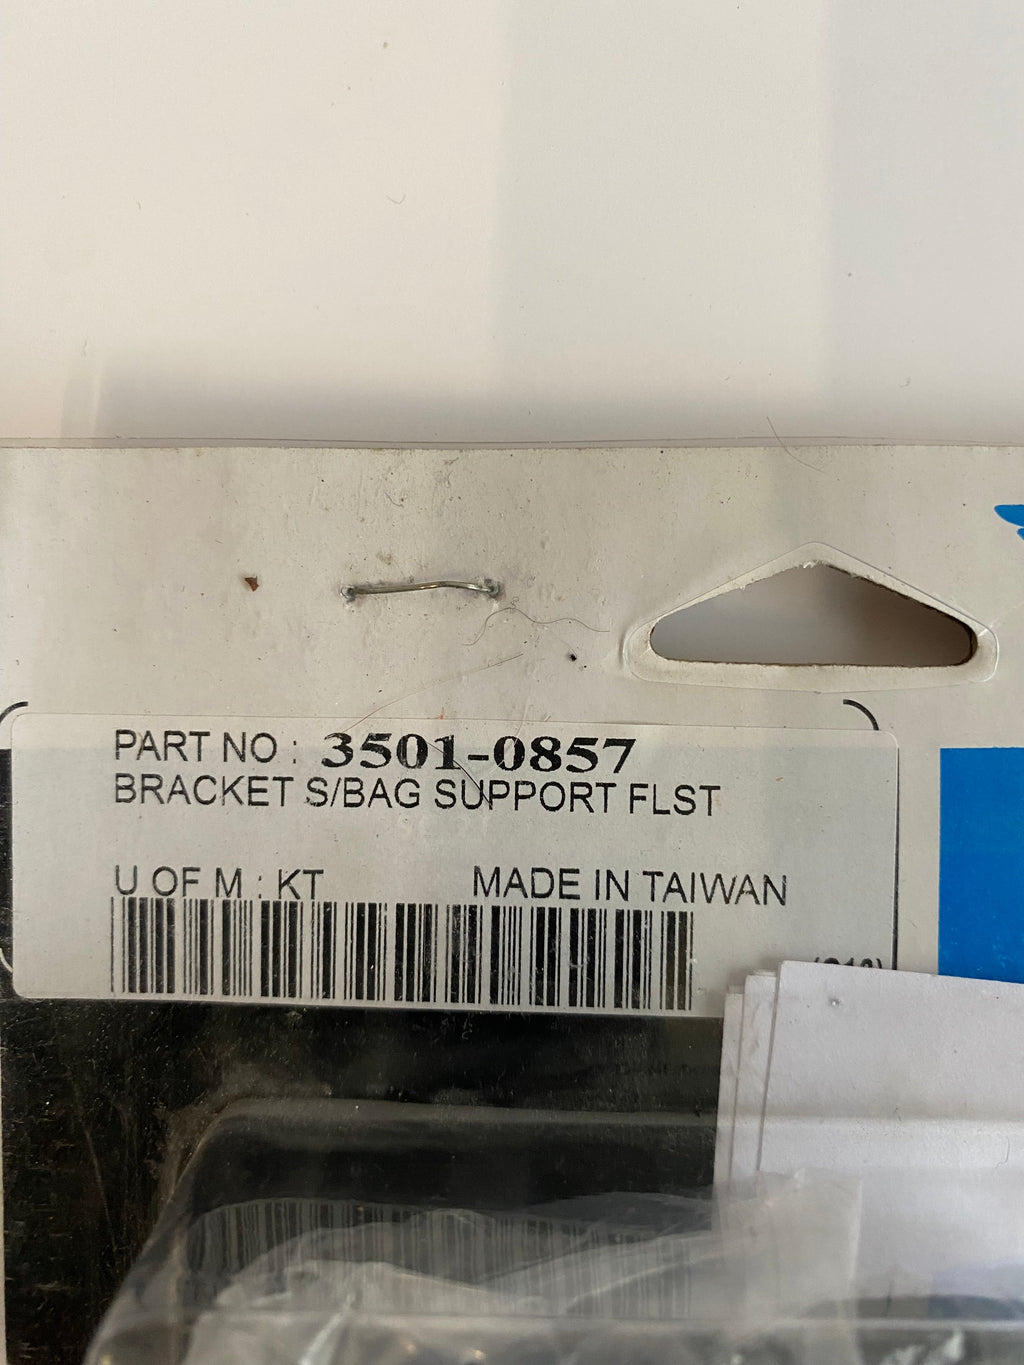 PART NO : 3501-0857
BRACKET S/BAG SUPPORT FLST
U OF M : KT MADE IN TAIWAN